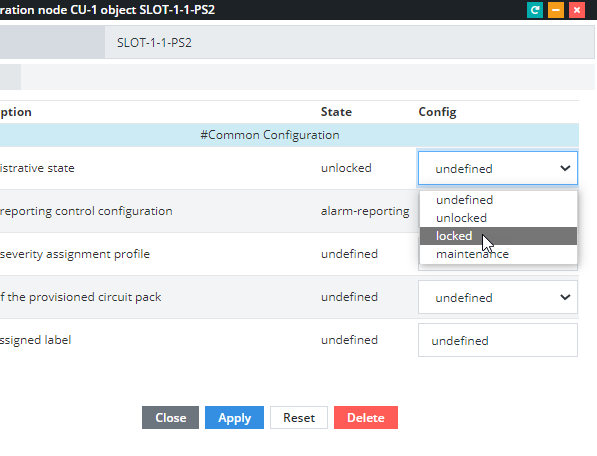 ration node CU-1 object SLOT-1-1-PS2
SLOT-1-1-PS2
ption State Config
#Common Configuration
istrative state unlocked undefined
undefined
unlocked
locked
maintenance
reporting control configuration alarm-reporting
severity assignment profile undefined
f the provisioned circuit pack undefined undefined
ssigned label undefined undefined
Close Apply Reset Delete